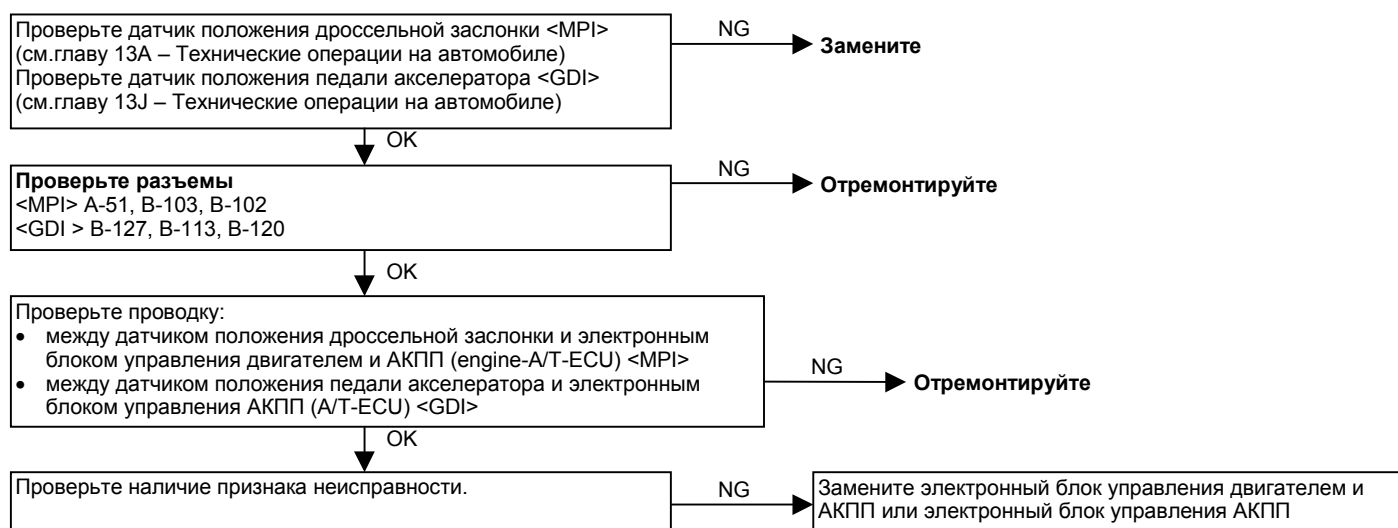 Проверьте датчик положения дроссельной заслонки <MPI>
(см.главу 13A – Технические операции на автомобиле)
Проверьте датчик положения педали акселератора <GDI>
(см.главу 13J – Технические операции на автомобиле)
NG
Замените
OK
Проверьте разъемы
<MPI> A-51, B-103, B-102
<GDI > B-127, B-113, B-120
NG
Отремонтируйте
OK
Проверьте проводку:
• между датчиком положения дроссельной заслонки и электронным
блоком управления двигателем и АКПП (engine-A/T-ECU) <MPI>
• между датчиком положения педали акселератора и электронным
блоком управления АКПП (A/T-ECU) <GDI>
NG
Отремонтируйте
OK
Проверьте наличие признака неисправности.
NG
Замените электронный блок управления двигателем и
АКПП или электронный блок управления АКПП